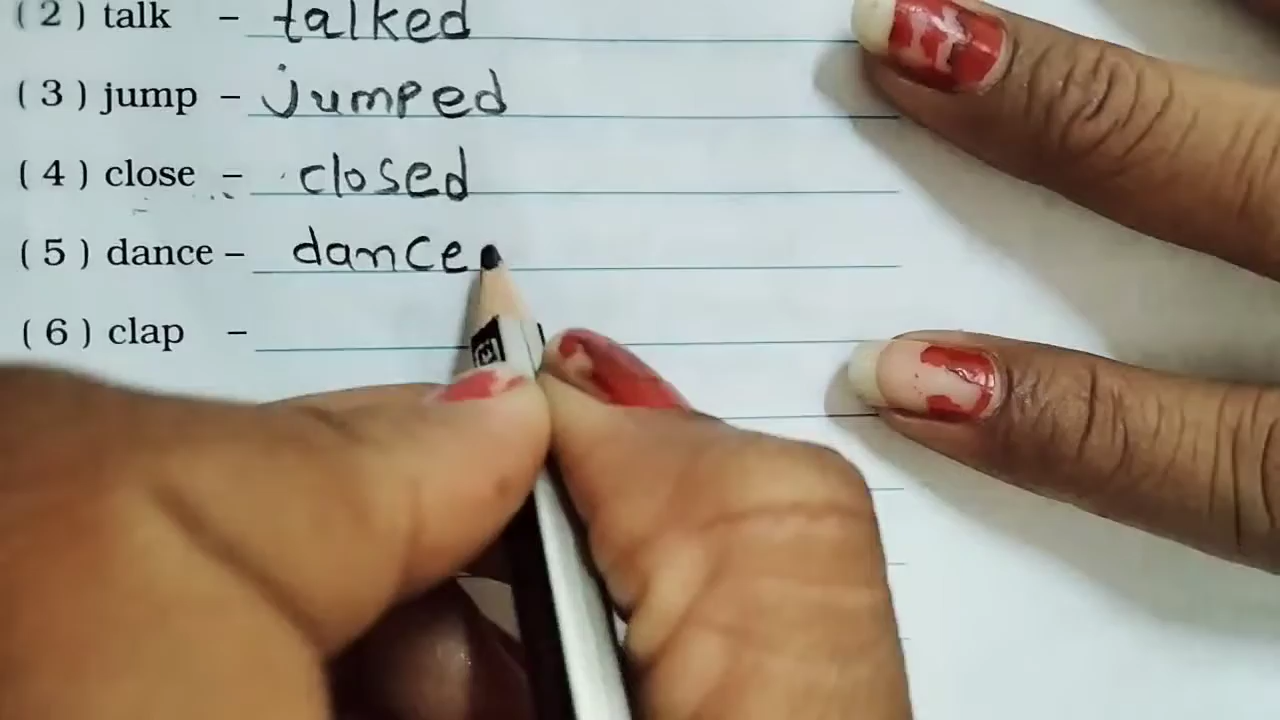 (2) talk - talked
(3) jump - jumped
(4) close - closed
(5) dance - dance
(6) clap -